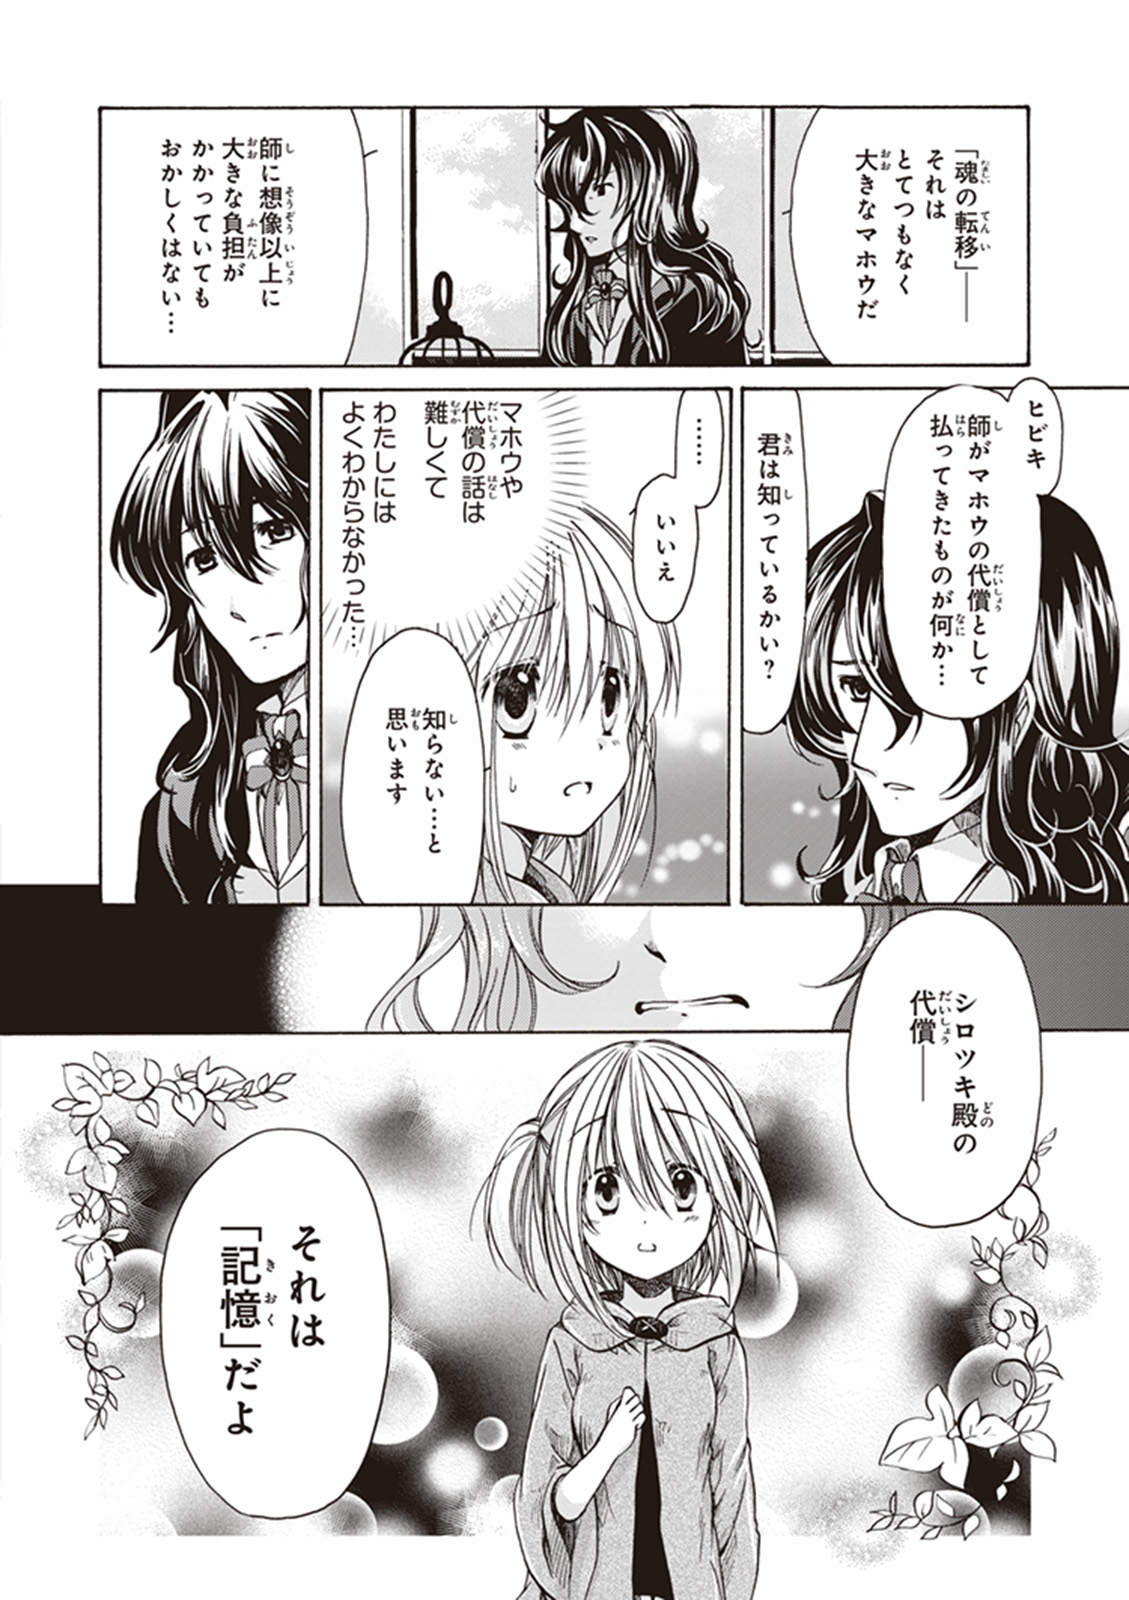 「魂の転移」――
それは
とてつもなく
大きなマホウだ
師に想像以上に
大きな負担が
かかっていても
おかしくはない…
ヒビキ
師がマホウの代償として
払ってきたものが何か…
君は知っているかい？
……
いいえ
マホウや
代償の話は
難しくて
わたしには
よくわからなかった…
知らない…と
思います
シロツキ殿の
代償――
それは
「記憶」だよ